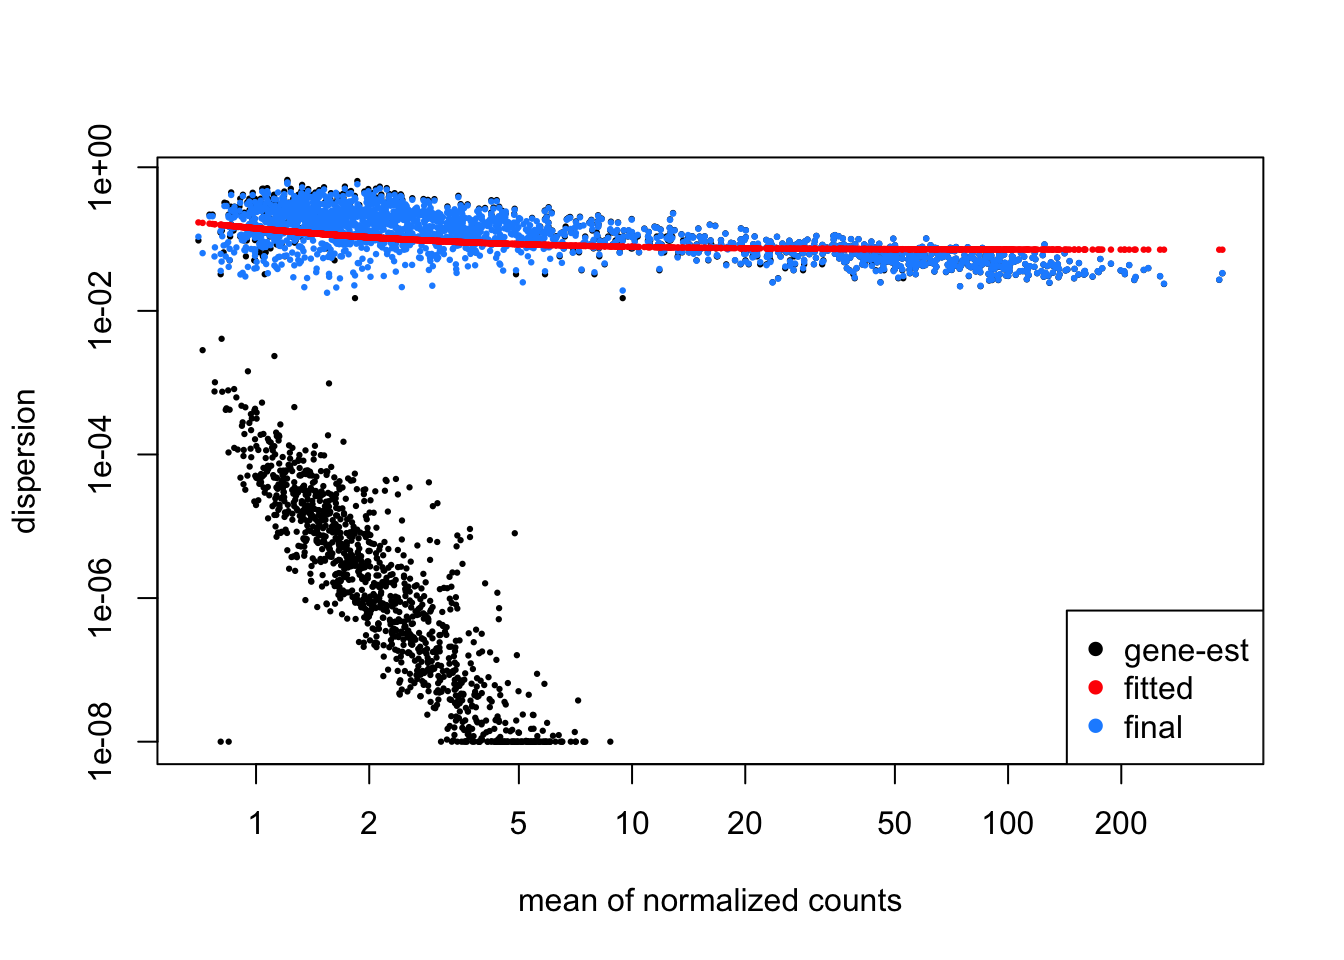 1e+00
1e-02
1e-04
1e-06
1e-08
dispersion
1 2 5 10 20 50 100 200
mean of normalized counts
gene-est
fitted
final